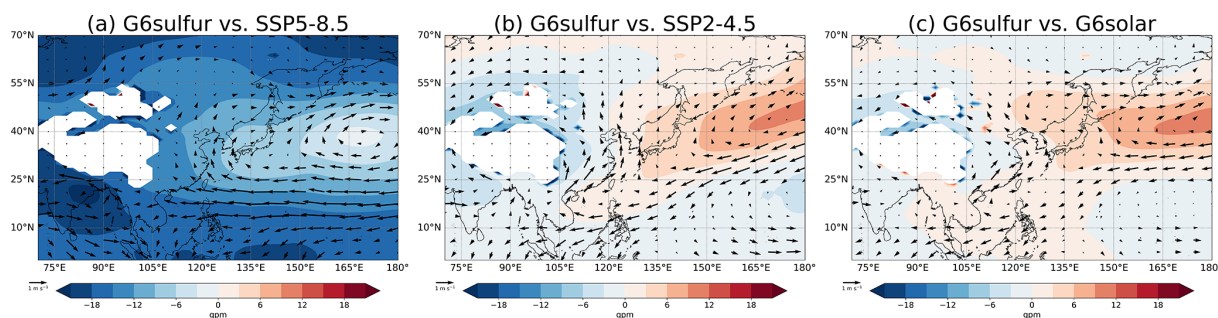 (a) G6sulfur vs. SSP5-8.5
(b) G6sulfur vs. SSP2-4.5
(c) G6sulfur vs. G6solar
70°N
55°N
40°N
25°N
10°N
75°E 90°E 105°E 120°E 135°E 150°E 165°E 180°
70°N
55°N
40°N
25°N
10°N
75°E 90°E 105°E 120°E 135°E 150°E 165°E 180°
70°N
55°N
40°N
25°N
10°N
75°E 90°E 105°E 120°E 135°E 150°E 165°E 180°
1 m s⁻¹
−18 −12 −6 0 6 12 18
gpm
1 m s⁻¹
−18 −12 −6 0 6 12 18
gpm
1 m s⁻¹
−18 −12 −6 0 6 12 18
gpm